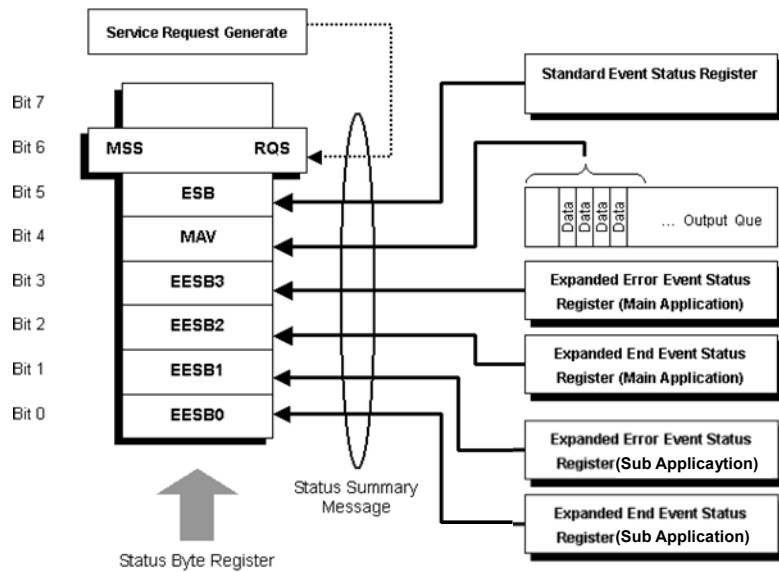 Service Request Generate
Standard Event Status Register
Bit 7
Bit 6
MSS
RQS
Bit 5
ESB
Bit 4
MAV
Data
Data
Data
Data
... Output Que
Bit 3
EESB3
Expanded Error Event Status
Register (Main Application)
Bit 2
EESB2
Expanded End Event Status
Register (Main Application)
Bit 1
EESB1
Bit 0
EESB0
Expanded Error Event Status
Register(Sub Applicaytion)
Expanded End Event Status
Register(Sub Application)
Status Summary
Message
Status Byte Register